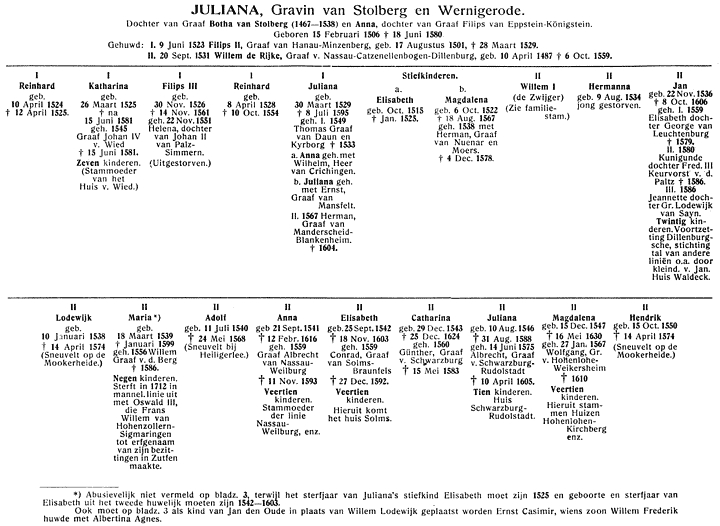 JULIANA, Gravin van Stolberg en Wernigerode.
Dochter van Graaf Botha van Stolberg (1467—1538) en Anna, dochter van Graaf Filips van Eppstein-Königstein.
Geboren 15 Februari 1506 † 18 Juni 1580.
Gehuwd: I. 9 Juni 1523 Filips II, Graaf van Hanau-Minzenberg, geb. 17 Augustus 1501, † 28 Maart 1529.
II. 20 Sept. 1531 Willem de Rijke, Graaf v. Nassau-Catzenellenbogen-Dillenburg, geb. 10 April 1487 † 6 Oct. 1559.
I
Reinhard
geb.
10 April 1524
† 12 April 1525.
I
Katharina
geb.
26 Maart 1525
† na
15 Juni 1581.
geh. 1545
Graaf Johan IV
v. Wied
† 15 Juni 1581.
Zeven kinderen.
(Stammoeder
van het
Huis v. Wied.)
I
Filips III
geb.
30 Nov. 1526
† 14 Nov. 1561
geh. 22 Nov. 1551
Helena, dochter
van Johan II
van Palz-
Simmern.
(Uitgestorven.)
I
Reinhard
geb.
8 April 1528
† 10 Oct. 1554
I
Juliana
geb.
30 Maart 1529
† 8 Juli 1595
geh. I. 1549
Thomas Graaf
van Daun en
Kyrborg † 1533
a. Anna geh. met
Wilhelm, Heer
van Crichingen.
b. Juliana geh.
met Ernst,
Graaf van
Mansfelt.
II. 1567 Herman,
Graaf van
Manderscheid-
Blankenheim.
† 1604.
Stiefkinderen.
a.
Elisabeth
geb. Oct. 1515
† Jan. 1525.
b.
Magdalena
geb. 6 Oct. 1522
† 18 Aug. 1567
geh. 1538 met
Herman, Graaf
van Nuenar en
Moers.
† 4 Dec. 1578.
II
Willem I
(de Zwijger)
(Zie familie-
stam.)
II
Hermanna
geb. 9 Aug. 1534
jong gestorven.
II
Jan
geb. 22 Nov. 1536
† 8 Oct. 1606
geh. I. 1559
Elisabeth doch-
ter George van
Leuchtenburg
† 1579.
II. 1580
Kunigunde
dochter Fred. III
Keurvorst v. d.
Paltz † 1586.
III. 1586
Jeannette doch-
ter Gr. Lodewijk
van Sayn.
Twintig kin-
deren. Voortzet-
ting Dillenburg-
sche, stichting
tal van andere
liniën o.a. door
kleind. v. Jan.
Huis Waldeck.
II
Lodewijk
geb.
10 Januari 1538
† 14 April 1574
(Sneuvelt op de
Mookerheide.)
II
Maria*)
geb.
18 Maart 1539
† Januari 1599
geh. 1556 Willem
Graaf v. d. Berg
† 1586.
Negen kinderen.
Sterft in 1712 in
mannel. linie uit
met Oswald III,
die Frans
Willem van
Hohenzollern-
Sigmaringen
tot erfgenaam
van zijn bezit-
tingen in Zutfen
maakte.
II
Adolf
geb. 11 Juli 1540
† 24 Mei 1568
(Sneuvelt bij
Heiligerlee.)
II
Anna
geb 21 Sept. 1541
† 12 Febr. 1616
geh. 1559
Graaf Albrecht
van Nassau-
Weilburg
† 11 Nov. 1593
Veertien
kinderen.
Stammoeder
der linie
Nassau-
Weilburg, enz.
II
Elisabeth
geb. 25 Sept. 1542
† 18 Nov. 1603
geh. 1559
Conrad, Graaf
van Solms-
Braunfels
† 27 Dec. 1592.
Veertien
kinderen.
Hieruit komt
het huis Solms.
II
Catharina
geb. 29 Dec. 1543
† 25 Dec. 1624
geh. 1560
Günther, Graaf
v. Schwarzburg
† 15 Mei 1583
II
Juliana
geb. 10 Aug. 1546
† 31 Aug. 1588
geh. 14 Juni 1575
Albrecht, Graaf
v. Schwarzburg-
Rudolstadt
† 10 April 1605.
Tien kinderen.
Huis
Schwarzburg-
Rudolstadt.
II
Magdalena
geb. 15 Dec. 1547
† 16 Mei 1630
geh. 27 Jan. 1567
Wolfgang, Gr.
v. Hohenlohe-
Weikersheim
† 1610
Veertien
kinderen.
Hieruit stam-
men Huizen
Hohenlohen-
Kirchberg
enz.
II
Hendrik
geb. 15 Oct. 1550
† 14 April 1574
(Sneuvelt op de
Mookerheide.)
*) Abusievelijk niet vermeld op bladz. 3, terwijl het sterfjaar van Juliana's stiefkind Elisabeth moet zijn 1525 en geboorte en sterfjaar van
Elisabeth uit het tweede huwelijk moeten zijn 1542—1603.
Ook moet op bladz. 3 als kind van Jan den Oude in plaats van Willem Lodewijk geplaatst worden Ernst Casimir, wiens zoon Willem Frederik
huwde met Albertina Agnes.